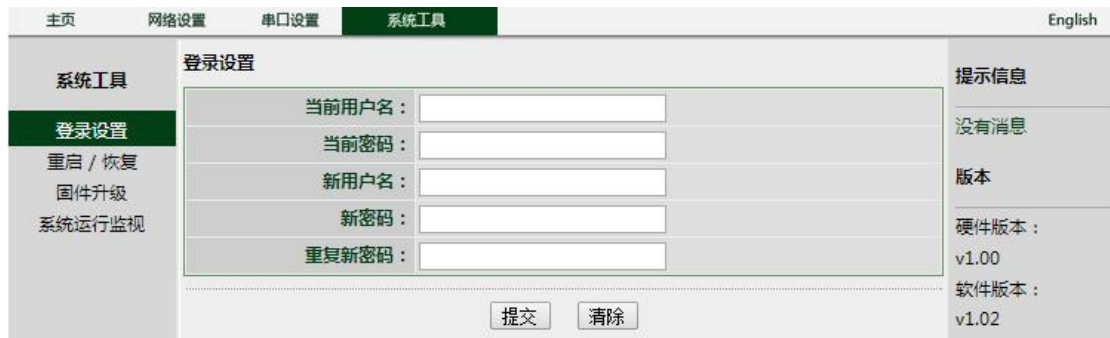 主页 网络设置 串口设置 系统工具 English
系统工具
登录设置
重启 / 恢复
固件升级
系统运行监视
登录设置
当前用户名：
当前密码：
新用户名：
新密码：
重复新密码：
提交 清除
提示信息
没有消息
版本
硬件版本：
v1.00
软件版本：
v1.02